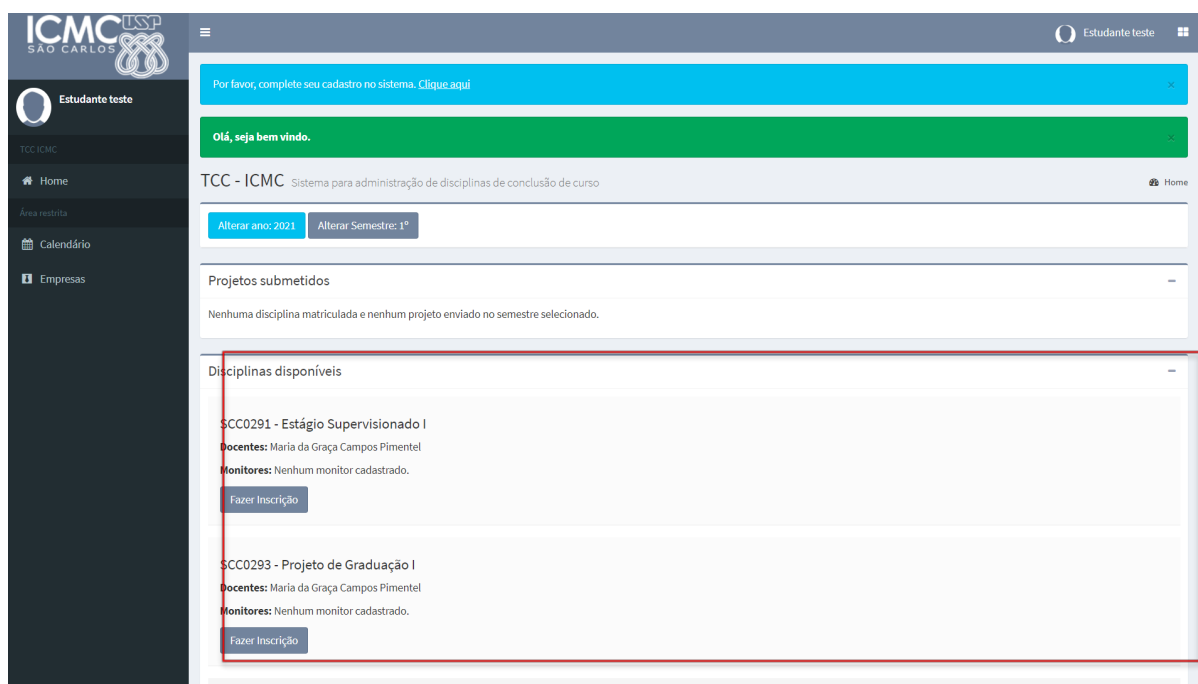 ICMC USP
SÃO CARLOS
Estudante teste
Estudante teste
TCC ICMC
Home
Área restrita
Calendário
Empresas
Por favor, complete seu cadastro no sistema. Clique aqui ×
Olá, seja bem vindo. ×
TCC - ICMC Sistema para administração de disciplinas de conclusão de curso
Home
Alterar ano: 2021 Alterar Semestre: 1º
Projetos submetidos
Nenhuma disciplina matriculada e nenhum projeto enviado no semestre selecionado.
Disciplinas disponíveis
SCC0291 - Estágio Supervisionado I
Docentes: Maria da Graça Campos Pimentel
Monitores: Nenhum monitor cadastrado.
Fazer Inscrição
SCC0293 - Projeto de Graduação I
Docentes: Maria da Graça Campos Pimentel
Monitores: Nenhum monitor cadastrado.
Fazer Inscrição